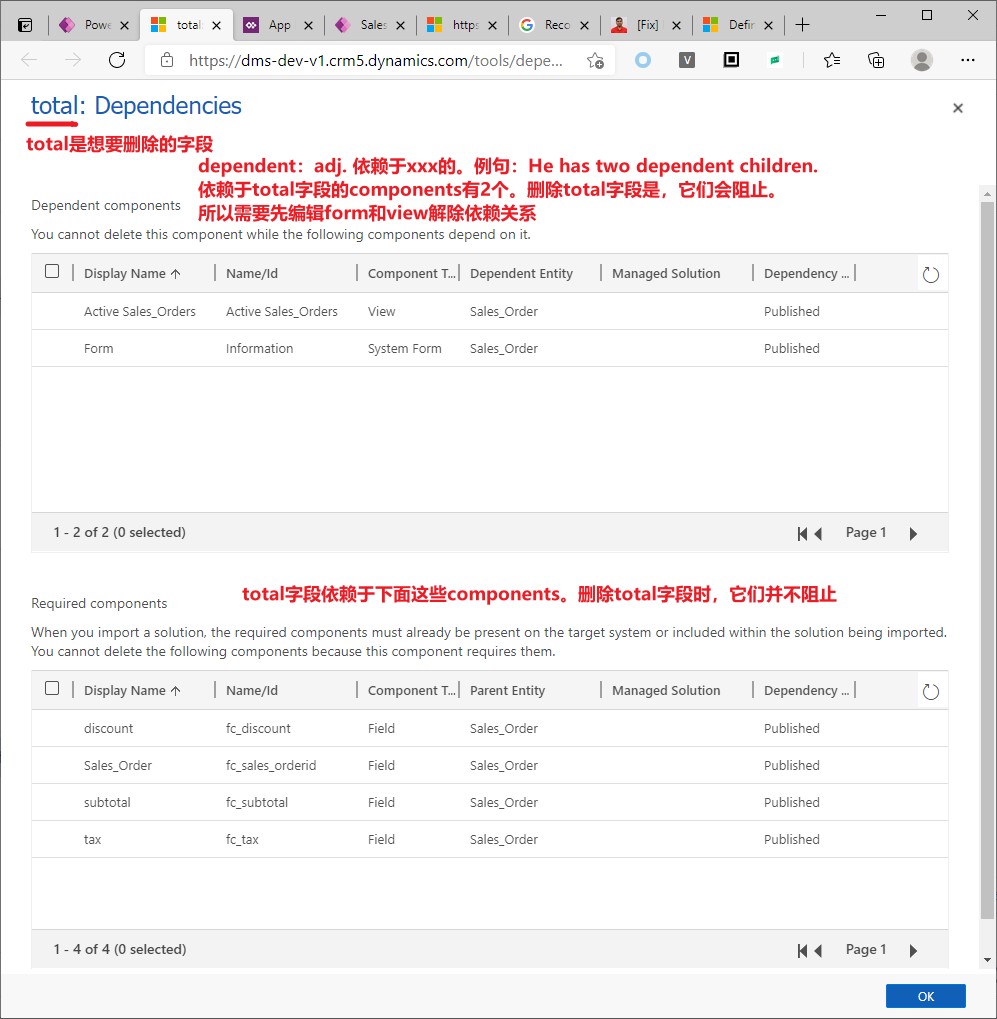 Powe
total:
App
Sales
https
Reco
[Fix]
Defin
https://dms-dev-v1.crm5.dynamics.com/tools/depe...
V
total: Dependencies
total是想要删除的字段
dependent：adj. 依赖于xxx的。例句：He has two dependent children.
依赖于total字段的components有2个。删除total字段是，它们会阻止。
所以需要先编辑form和view解除依赖关系
Dependent components
You cannot delete this component while the following components depend on it.
Display Name ↑ Name/Id Component T... Dependent Entity Managed Solution Dependency ...
Active Sales_Orders Active Sales_Orders View Sales_Order Published
Form Information System Form Sales_Order Published
1 - 2 of 2 (0 selected) Page 1
total字段依赖于下面这些components。删除total字段时，它们并不阻止
Required components
When you import a solution, the required components must already be present on the target system or included within the solution being imported.
You cannot delete the following components because this component requires them.
Display Name ↑ Name/Id Component T... Parent Entity Managed Solution Dependency ...
discount fc_discount Field Sales_Order Published
Sales_Order fc_sales_orderid Field Sales_Order Published
subtotal fc_subtotal Field Sales_Order Published
tax fc_tax Field Sales_Order Published
1 - 4 of 4 (0 selected) Page 1
OK